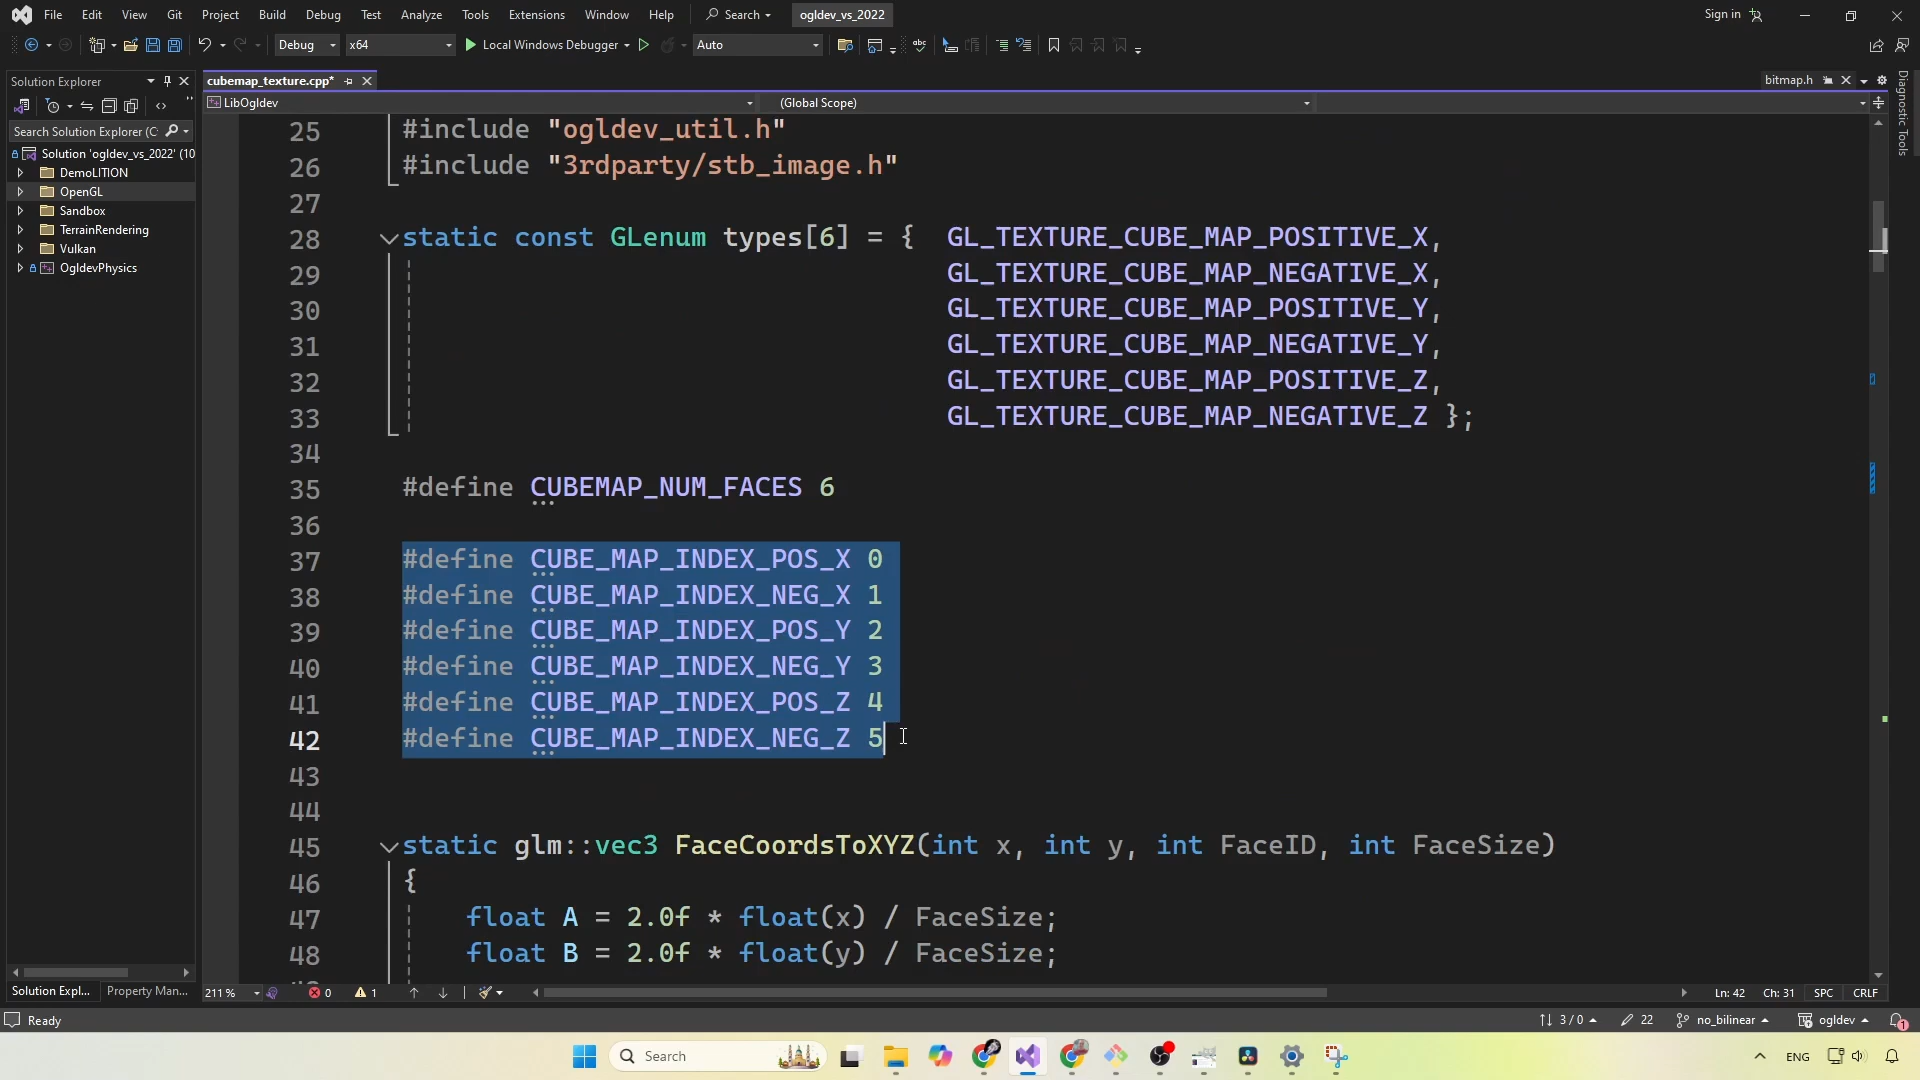 File Edit View Git Project Build Debug Test Analyze Tools Extensions Window Help Search ogldev_vs_2022 Sign in
Debug x64 Local Windows Debugger Auto
Solution Explorer
cubemap_texture.cpp*
bitmap.h
LibOgldev
(Global Scope)
Search Solution Explorer (C
Solution 'ogldev_vs_2022' (10
DemoLITION
OpenGL
Sandbox
TerrainRendering
Vulkan
OgldevPhysics
Diagnostic Tools
25 #include "ogldev_util.h"
26 #include "3rdparty/stb_image.h"
27
28 static const GLenum types[6] = { GL_TEXTURE_CUBE_MAP_POSITIVE_X,
29 GL_TEXTURE_CUBE_MAP_NEGATIVE_X,
30 GL_TEXTURE_CUBE_MAP_POSITIVE_Y,
31 GL_TEXTURE_CUBE_MAP_NEGATIVE_Y,
32 GL_TEXTURE_CUBE_MAP_POSITIVE_Z,
33 GL_TEXTURE_CUBE_MAP_NEGATIVE_Z };
34
35 #define CUBEMAP_NUM_FACES 6
36
37 #define CUBE_MAP_INDEX_POS_X 0
38 #define CUBE_MAP_INDEX_NEG_X 1
39 #define CUBE_MAP_INDEX_POS_Y 2
40 #define CUBE_MAP_INDEX_NEG_Y 3
41 #define CUBE_MAP_INDEX_POS_Z 4
42 #define CUBE_MAP_INDEX_NEG_Z 5
43
44
45 static glm::vec3 FaceCoordsToXYZ(int x, int y, int FaceID, int FaceSize)
46 {
47 float A = 2.0f * float(x) / FaceSize;
48 float B = 2.0f * float(y) / FaceSize;
Solution Expl... Property Man...
211 % 0 1 Ln: 42 Ch: 31 SPC CRLF
Ready 3 / 0 22 no_bilinear ogldev 1
Search ENG